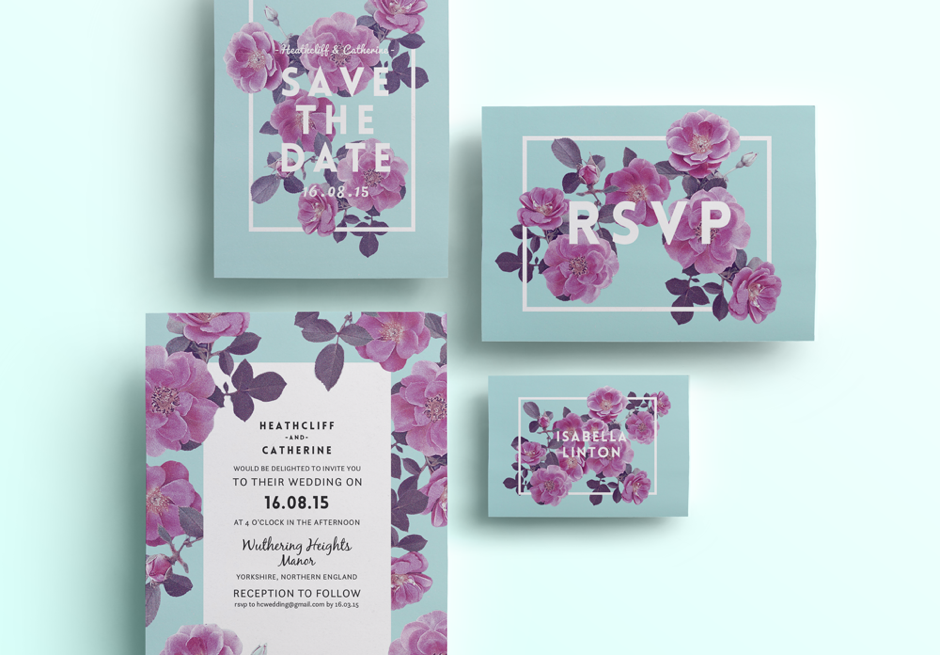 - Heathcliff & Catherine -
SAVE
THE
DATE
16.08.15
RSVP
HEATHCLIFF
-AND-
CATHERINE
WOULD BE DELIGHTED TO INVITE YOU
TO THEIR WEDDING ON
16.08.15
AT 4 O'CLOCK IN THE AFTERNOON
Wuthering Heights
Manor
YORKSHIRE, NORTHERN ENGLAND
RECEPTION TO FOLLOW
rsvp to hcwedding@gmail.com by 16.03.15
ISABELLA
LINTON